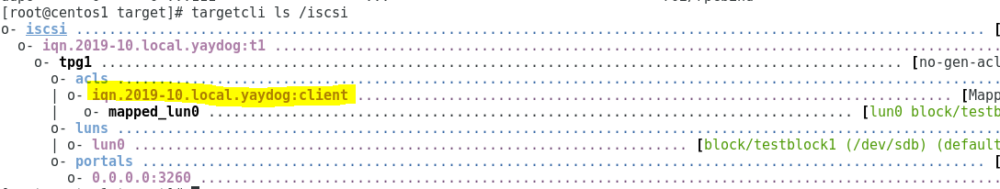 [root@centos1 target]# targetcli ls /iscsi
o- iscsi ............................................................................................................ [
o- iqn.2019-10.local.yaydog:t1 ......................................................................................
o- tpg1 ................................................................................................. [no-gen-acl
o- acls ...........................................................................................................
| o- iqn.2019-10.local.yaydog:client ........................................................................ [Mapp
| o- mapped_lun0 .............................................................................. [lun0 block/testb
o- luns ...........................................................................................................
| o- lun0 ................................................................... [block/testblock1 (/dev/sdb) (default
o- portals ..................................................................................................... [
o- 0.0.0.0:3260 .................................................................................................